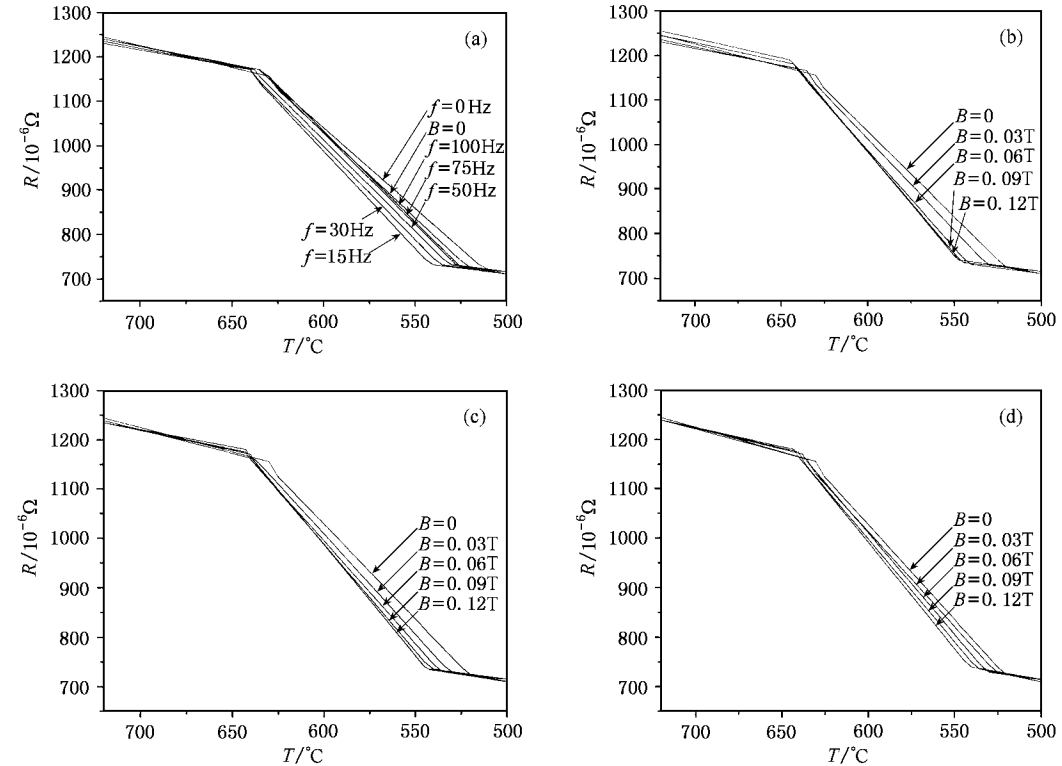 1300
1200
1100
1000
900
800
700
R/10⁻⁶Ω
(a)
f=0Hz
B=0
f=100Hz
f=75Hz
f=50Hz
f=30Hz
f=15Hz
700 650 600 550 500
T/℃
1300
1200
1100
1000
900
800
700
R/10⁻⁶Ω
(b)
B=0
B=0.03T
B=0.06T
B=0.09T
B=0.12T
700 650 600 550 500
T/℃
1300
1200
1100
1000
900
800
700
R/10⁻⁶Ω
(c)
B=0
B=0.03T
B=0.06T
B=0.09T
B=0.12T
700 650 600 550 500
T/℃
1300
1200
1100
1000
900
800
700
R/10⁻⁶Ω
(d)
B=0
B=0.03T
B=0.06T
B=0.09T
B=0.12T
700 650 600 550 500
T/℃